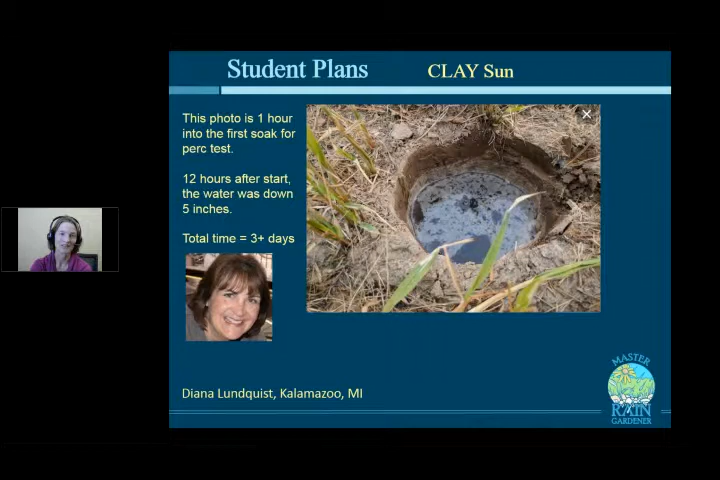 Student Plans
CLAY Sun
This photo is 1 hour
into the first soak for
perc test.
12 hours after start,
the water was down
5 inches.
Total time = 3+ days
Diana Lundquist, Kalamazoo, MI
MASTER
RAIN
GARDENER